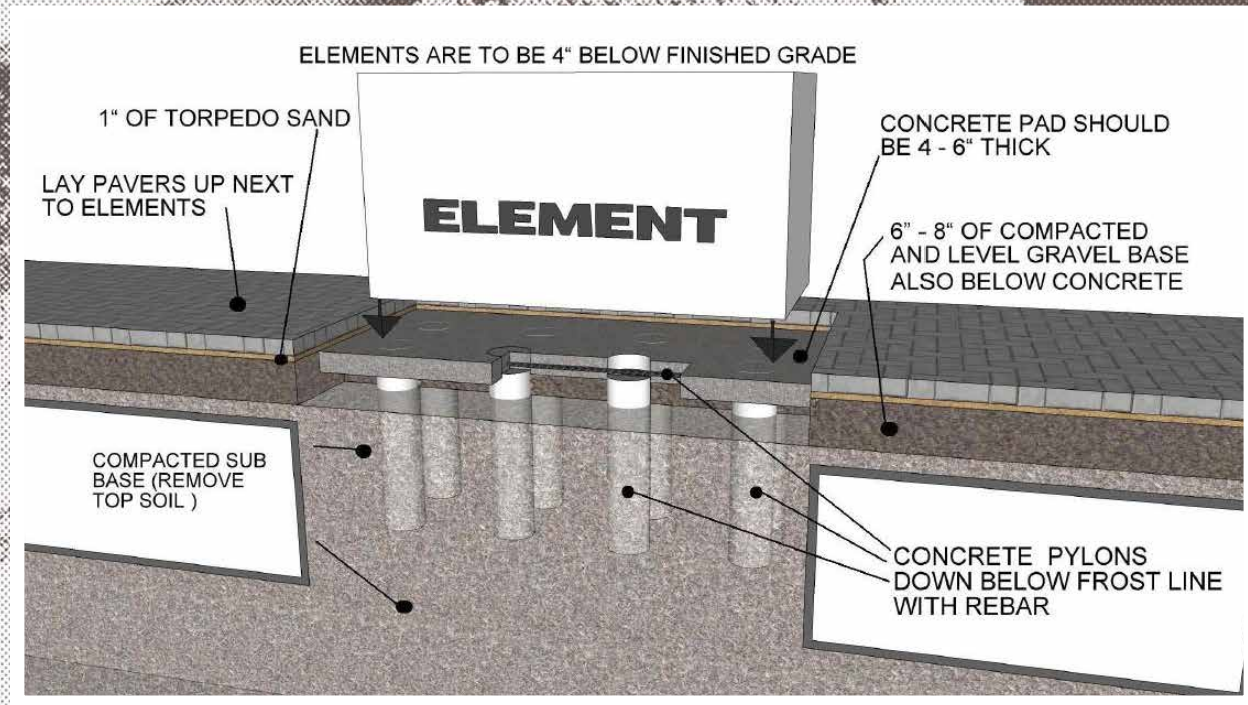 ELEMENTS ARE TO BE 4" BELOW FINISHED GRADE
1" OF TORPEDO SAND
LAY PAVERS UP NEXT
TO ELEMENTS
CONCRETE PAD SHOULD
BE 4 - 6" THICK
ELEMENT
6" - 8" OF COMPACTED
AND LEVEL GRAVEL BASE
ALSO BELOW CONCRETE
COMPACTED SUB
BASE (REMOVE
TOP SOIL )
CONCRETE PYLONS
DOWN BELOW FROST LINE
WITH REBAR